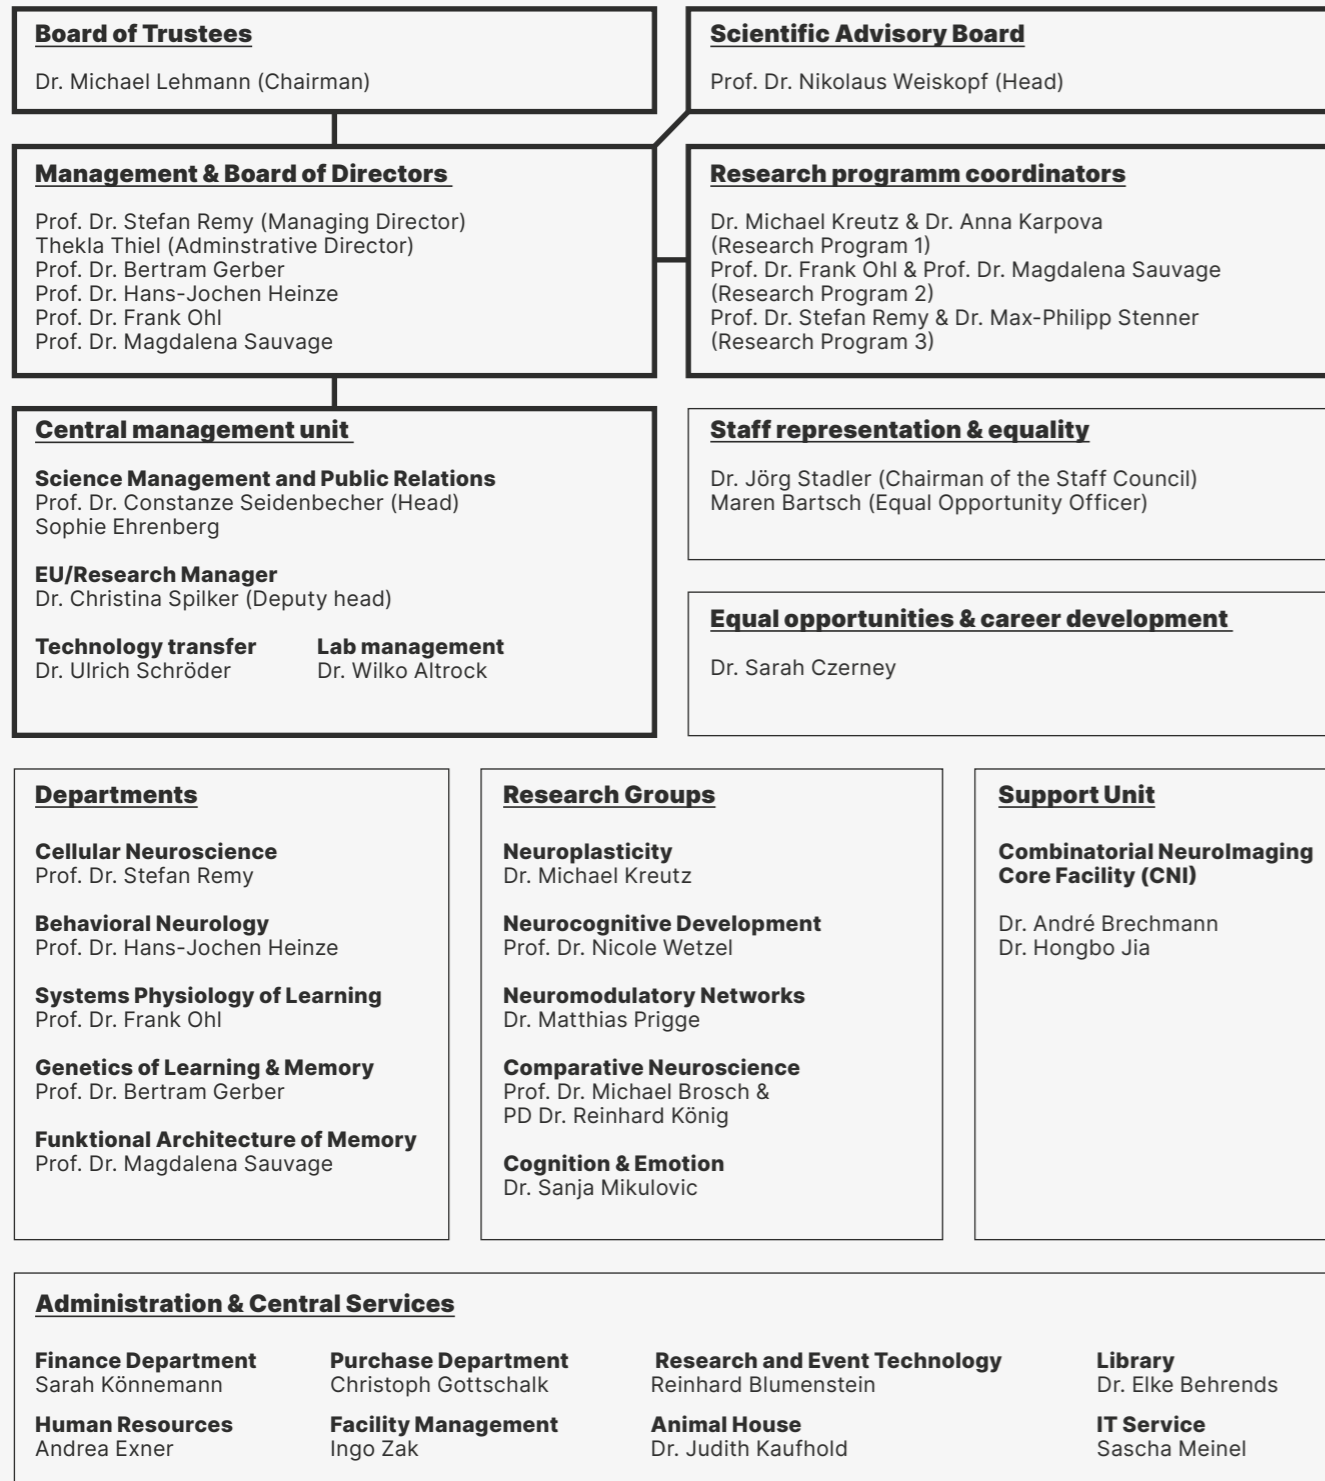 Board of Trustees
Dr. Michael Lehmann (Chairman)
Scientific Advisory Board
Prof. Dr. Nikolaus Weiskopf (Head)
Management & Board of Directors
Prof. Dr. Stefan Remy (Managing Director)
Thekla Thiel (Adminstrative Director)
Prof. Dr. Bertram Gerber
Prof. Dr. Hans-Jochen Heinze
Prof. Dr. Frank Ohl
Prof. Dr. Magdalena Sauvage
Research programm coordinators
Dr. Michael Kreutz & Dr. Anna Karpova
(Research Program 1)
Prof. Dr. Frank Ohl & Prof. Dr. Magdalena Sauvage
(Research Program 2)
Prof. Dr. Stefan Remy & Dr. Max-Philipp Stenner
(Research Program 3)
Central management unit
Science Management and Public Relations
Prof. Dr. Constanze Seidenbecher (Head)
Sophie Ehrenberg
EU/Research Manager
Dr. Christina Spilker (Deputy head)
Technology transfer
Dr. Ulrich Schröder
Lab management
Dr. Wilko Altrock
Staff representation & equality
Dr. Jörg Stadler (Chairman of the Staff Council)
Maren Bartsch (Equal Opportunity Officer)
Equal opportunities & career development
Dr. Sarah Czerney
Departments
Cellular Neuroscience
Prof. Dr. Stefan Remy
Behavioral Neurology
Prof. Dr. Hans-Jochen Heinze
Systems Physiology of Learning
Prof. Dr. Frank Ohl
Genetics of Learning & Memory
Prof. Dr. Bertram Gerber
Funktional Architecture of Memory
Prof. Dr. Magdalena Sauvage
Research Groups
Neuroplasticity
Dr. Michael Kreutz
Neurocognitive Development
Prof. Dr. Nicole Wetzel
Neuromodulatory Networks
Dr. Matthias Prigge
Comparative Neuroscience
Prof. Dr. Michael Brosch &
PD Dr. Reinhard König
Cognition & Emotion
Dr. Sanja Mikulovic
Support Unit
Combinatorial NeuroImaging
Core Facility (CNI)
Dr. André Brechmann
Dr. Hongbo Jia
Administration & Central Services
Finance Department
Sarah Könnemann
Purchase Department
Christoph Gottschalk
Research and Event Technology
Reinhard Blumenstein
Library
Dr. Elke Behrends
Human Resources
Andrea Exner
Facility Management
Ingo Zak
Animal House
Dr. Judith Kaufhold
IT Service
Sascha Meinel